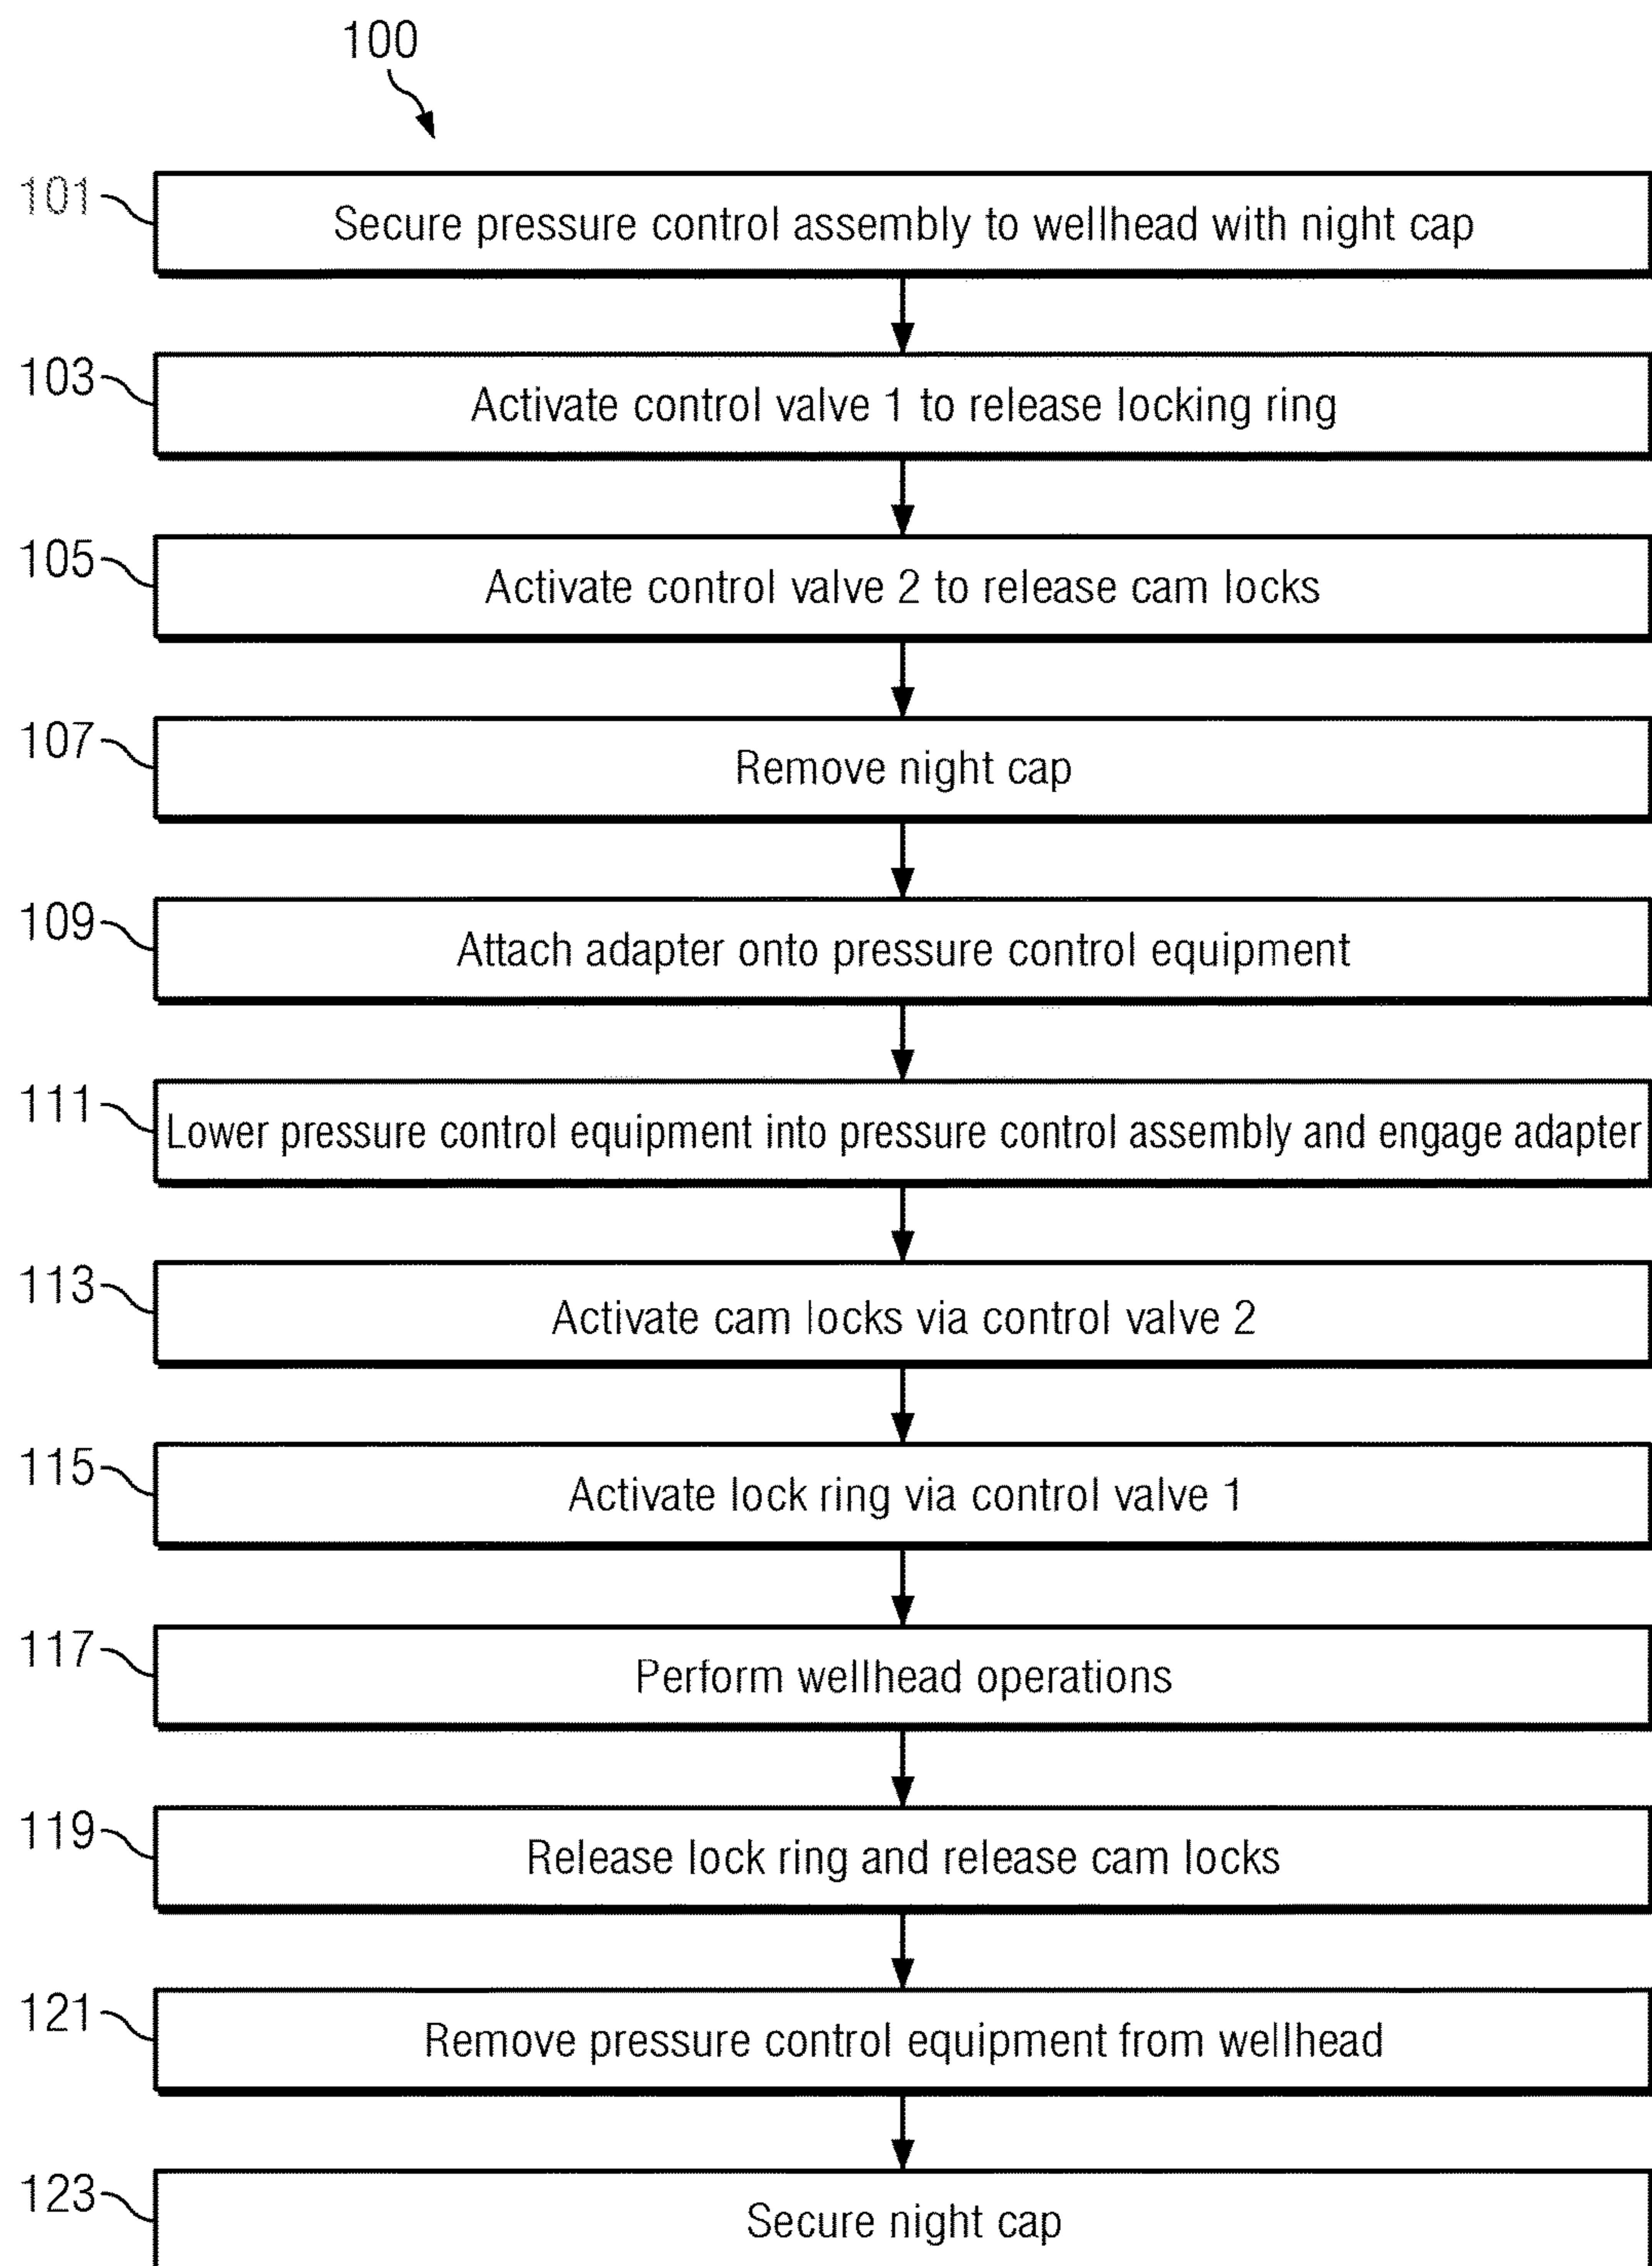 100
101 Secure pressure control assembly to wellhead with night cap
103 Activate control valve 1 to release locking ring
105 Activate control valve 2 to release cam locks
107 Remove night cap
109 Attach adapter onto pressure control equipment
111 Lower pressure control equipment into pressure control assembly and engage adapter
113 Activate cam locks via control valve 2
115 Activate lock ring via control valve 1
117 Perform wellhead operations
119 Release lock ring and release cam locks
121 Remove pressure control equipment from wellhead
123 Secure night cap